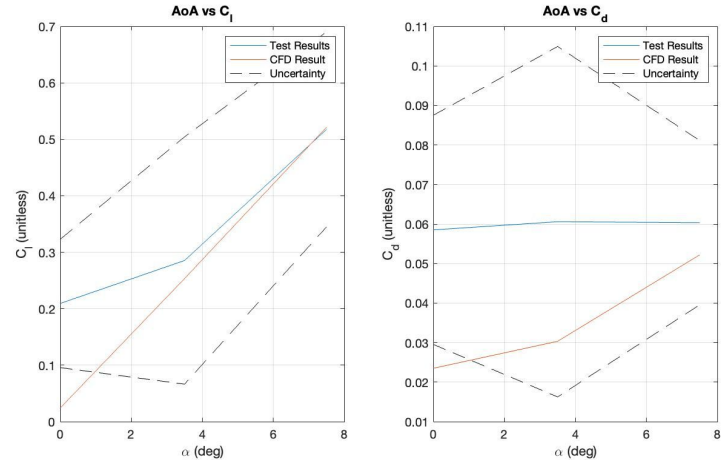 AoA vs C_l
0.7
0.6
0.5
0.4
0.3
0.2
0.1
0
C_l (unitless)
0
2
4
6
8
α (deg)
Test Results
CFD Result
Uncertainty
AoA vs C_d
0.11
0.1
0.09
0.08
0.07
0.06
0.05
0.04
0.03
0.02
0.01
C_d (unitless)
0
2
4
6
8
α (deg)
Test Results
CFD Result
Uncertainty